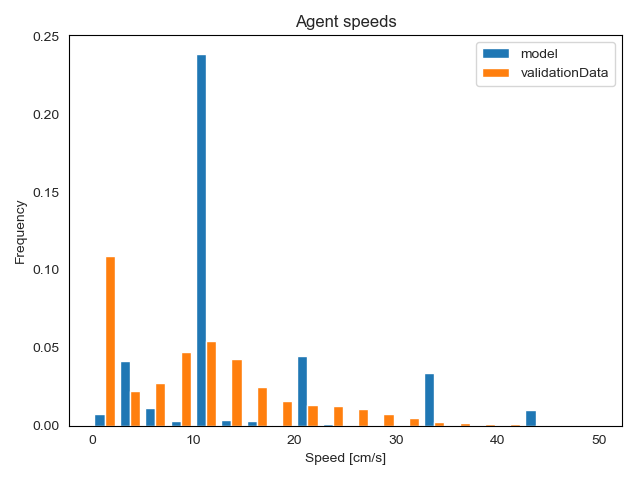 Agent speeds
model
validationData
0.25
0.20
0.15
0.10
0.05
0.00
Frequency
0 10 20 30 40 50
Speed [cm/s]